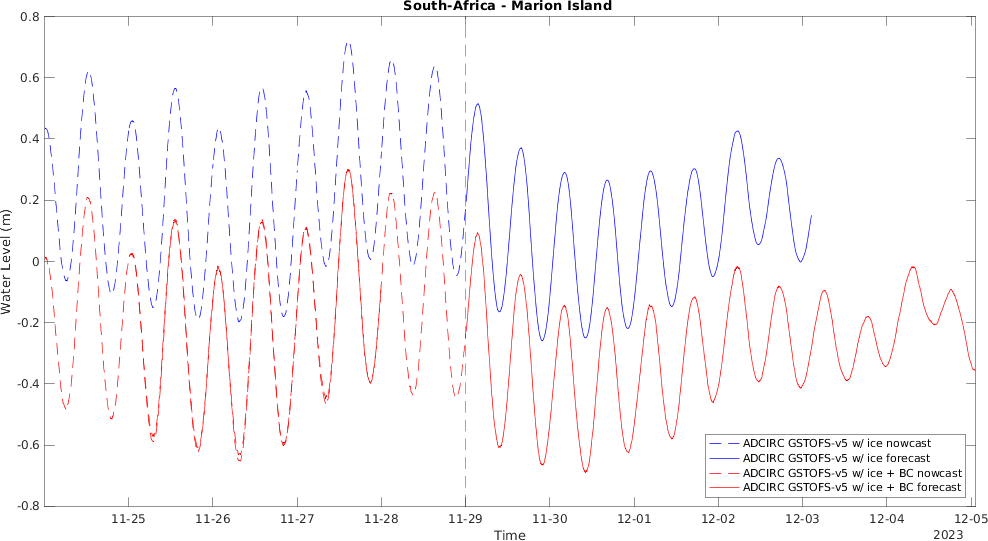 South-Africa - Marion Island
Water Level (m)
0.8
0.6
0.4
0.2
0
-0.2
-0.4
-0.6
-0.8
ADCIRC GSTOFS-v5 w/ ice nowcast
ADCIRC GSTOFS-v5 w/ ice forecast
ADCIRC GSTOFS-v5 w/ ice + BC nowcast
ADCIRC GSTOFS-v5 w/ ice + BC forecast
11-25 11-26 11-27 11-28 11-29 11-30 12-01 12-02 12-03 12-04 12-05
Time
2023